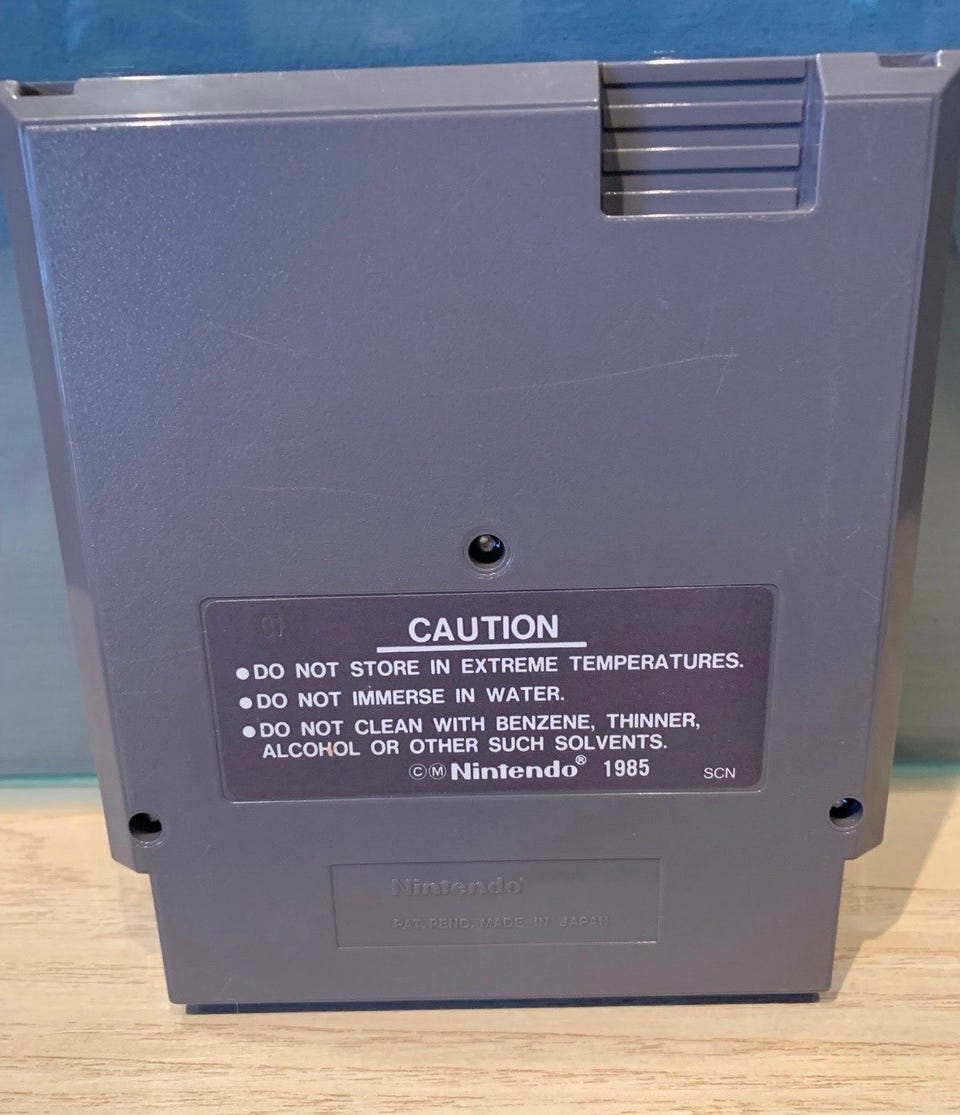 CAUTION
●DO NOT STORE IN EXTREME TEMPERATURES.
●DO NOT IMMERSE IN WATER.
●DO NOT CLEAN WITH BENZENE, THINNER,
ALCOHOL OR OTHER SUCH SOLVENTS.
©Ⓜ Nintendo® 1985 SCN
Nintendo
PAT. PEND. MADE IN JAPAN